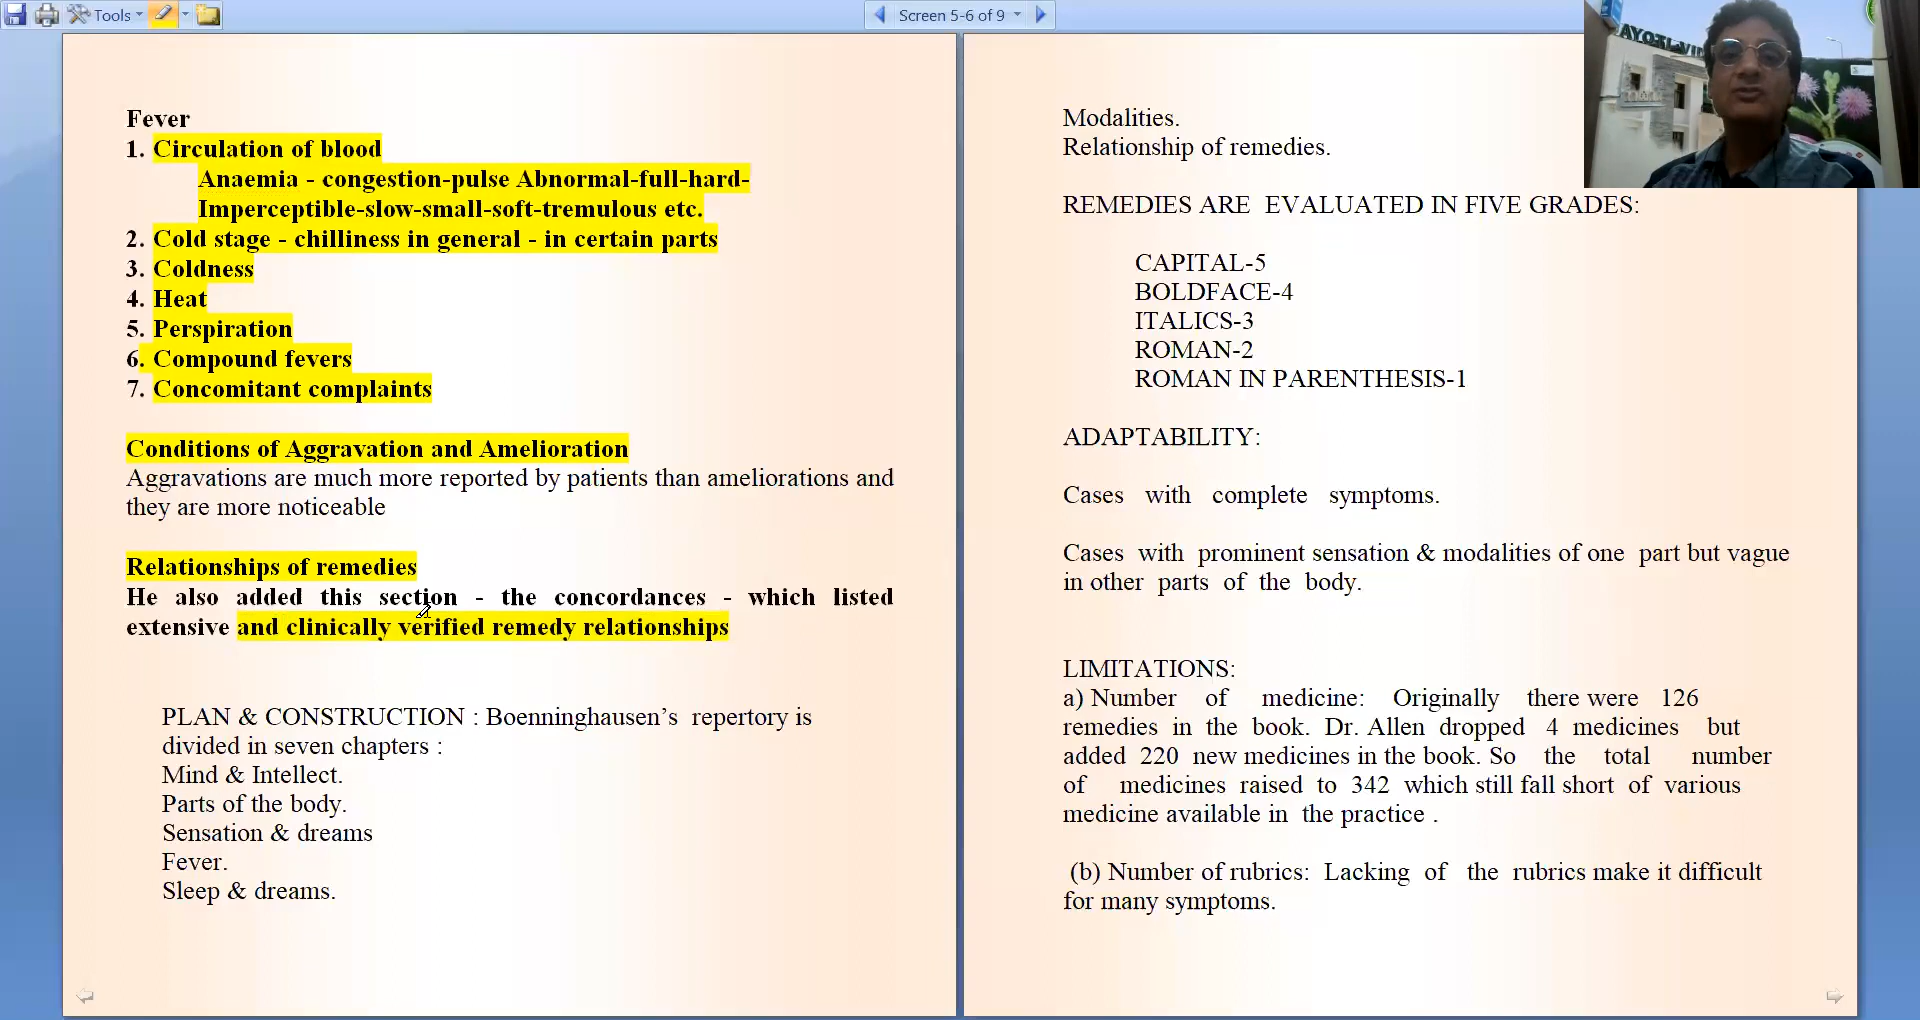 Tools
Screen 5-6 of 9
Fever
1. Circulation of blood
Anaemia - congestion-pulse Abnormal-full-hard-
Imperceptible-slow-small-soft-tremulous etc.
2. Cold stage - chilliness in general - in certain parts
3. Coldness
4. Heat
5. Perspiration
6. Compound fevers
7. Concomitant complaints
Conditions of Aggravation and Amelioration
Aggravations are much more reported by patients than ameliorations and
they are more noticeable
Relationships of remedies
He also added this section - the concordances - which listed
extensive and clinically verified remedy relationships
PLAN & CONSTRUCTION : Boenninghausen’s repertory is
divided in seven chapters :
Mind & Intellect.
Parts of the body.
Sensation & dreams
Fever.
Sleep & dreams.
Modalities.
Relationship of remedies.
REMEDIES ARE EVALUATED IN FIVE GRADES:
CAPITAL-5
BOLDFACE-4
ITALICS-3
ROMAN-2
ROMAN IN PARENTHESIS-1
ADAPTABILITY:
Cases with complete symptoms.
Cases with prominent sensation & modalities of one part but vague
in other parts of the body.
LIMITATIONS:
a) Number of medicine: Originally there were 126
remedies in the book. Dr. Allen dropped 4 medicines but
added 220 new medicines in the book. So the total number
of medicines raised to 342 which still fall short of various
medicine available in the practice .
(b) Number of rubrics: Lacking of the rubrics make it difficult
for many symptoms.